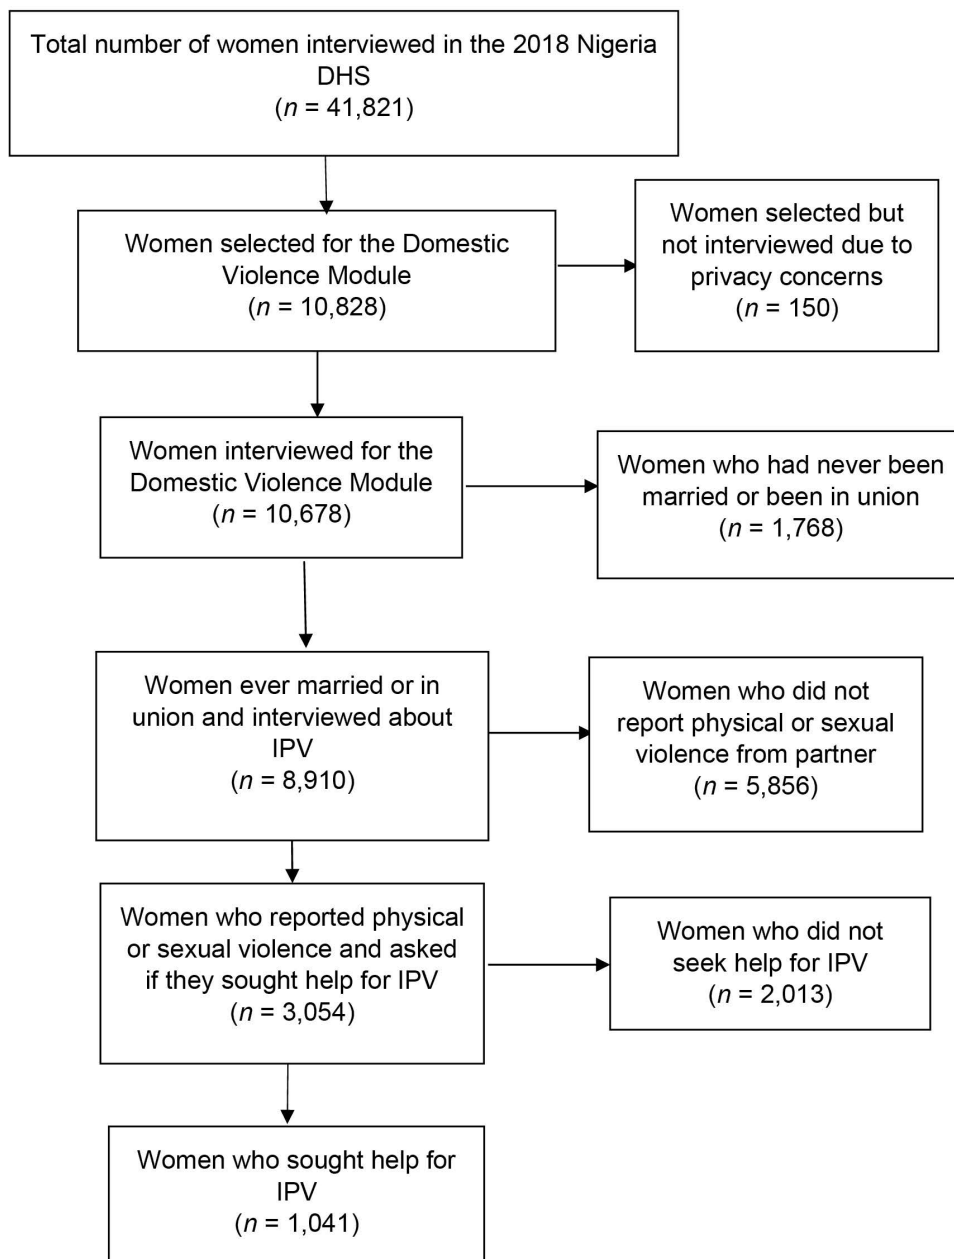 Total number of women interviewed in the 2018 Nigeria
DHS
(n = 41,821)
Women selected for the Domestic
Violence Module
(n = 10,828)
Women selected but
not interviewed due to
privacy concerns
(n = 150)
Women interviewed for the
Domestic Violence Module
(n = 10,678)
Women who had never been
married or been in union
(n = 1,768)
Women ever married or in
union and interviewed about
IPV
(n = 8,910)
Women who did not
report physical or sexual
violence from partner
(n = 5,856)
Women who reported physical
or sexual violence and asked
if they sought help for IPV
(n = 3,054)
Women who did not
seek help for IPV
(n = 2,013)
Women who sought help for
IPV
(n = 1,041)